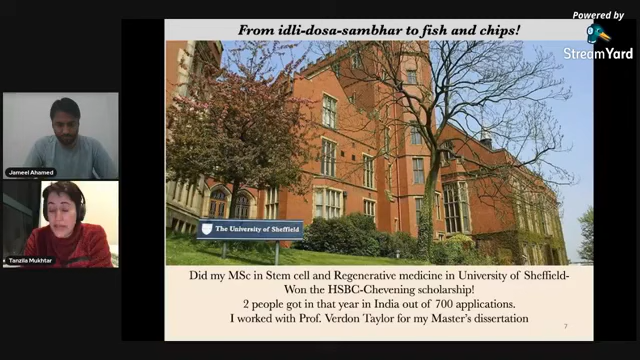 From idli-dosa-sambhar to fish and chips!
Powered by
StreamYard
Jameel Ahamed
Tanzila Mukhtar
The University of Sheffield
Did my MSc in Stem cell and Regenerative medicine in University of Sheffield-
Won the HSBC-Chevening scholarship!
2 people got in that year in India out of 700 applications.
I worked with Prof. Verdon Taylor for my Master's dissertation
7